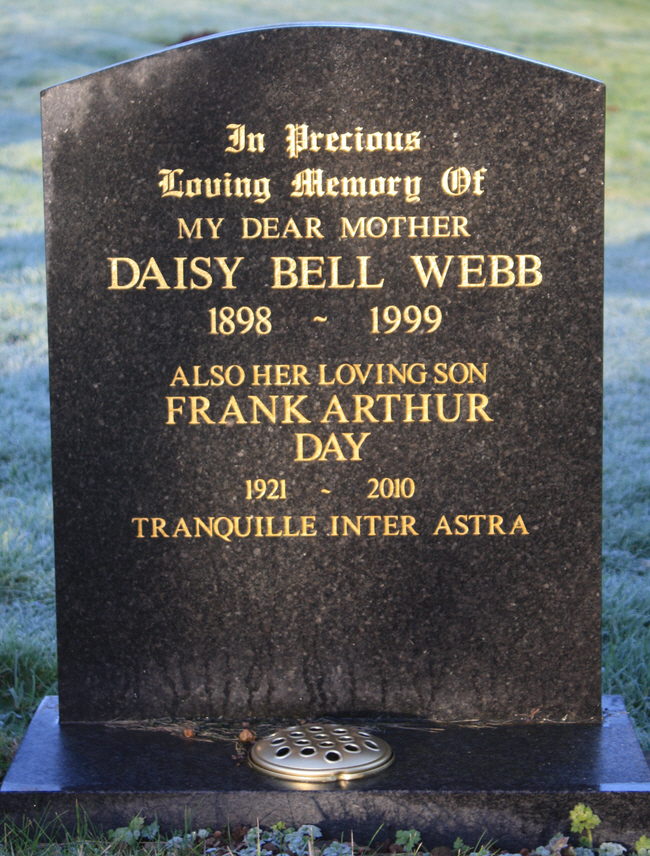 In Precious
Loving Memory Of
MY DEAR MOTHER
DAISY BELL WEBB
1898 ~ 1999
ALSO HER LOVING SON
FRANK ARTHUR
DAY
1921 ~ 2010
TRANQUILLE INTER ASTRA